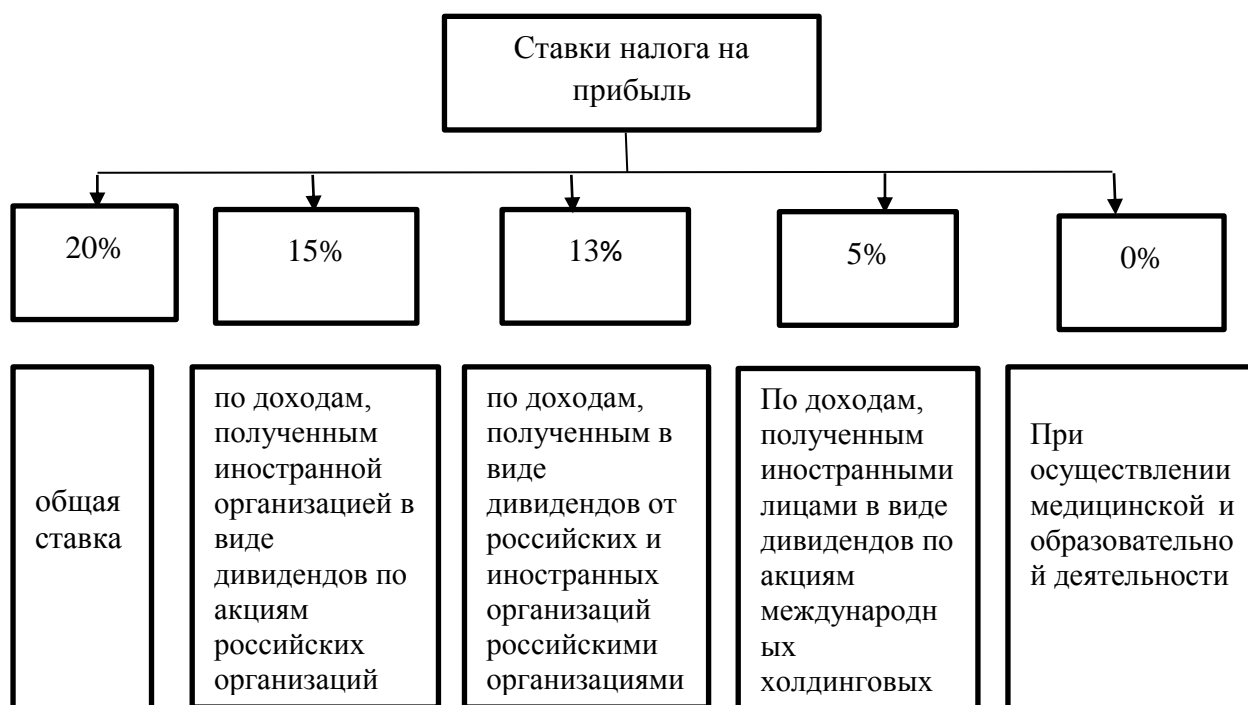 Ставки налога на
прибыль
20%
15%
13%
5%
0%
общая
ставка
по доходам,
полученным
иностранной
организацией в
виде
дивидендов по
акциям
российских
организаций
по доходам,
полученным в
виде
дивидендов от
российских и
иностранных
организаций
российскими
организациями
По доходам,
полученным
иностранными
лицами в виде
дивидендов по
акциям
международн
ых
холдинговых
При
осуществлении
медицинской и
образовательно
й деятельности